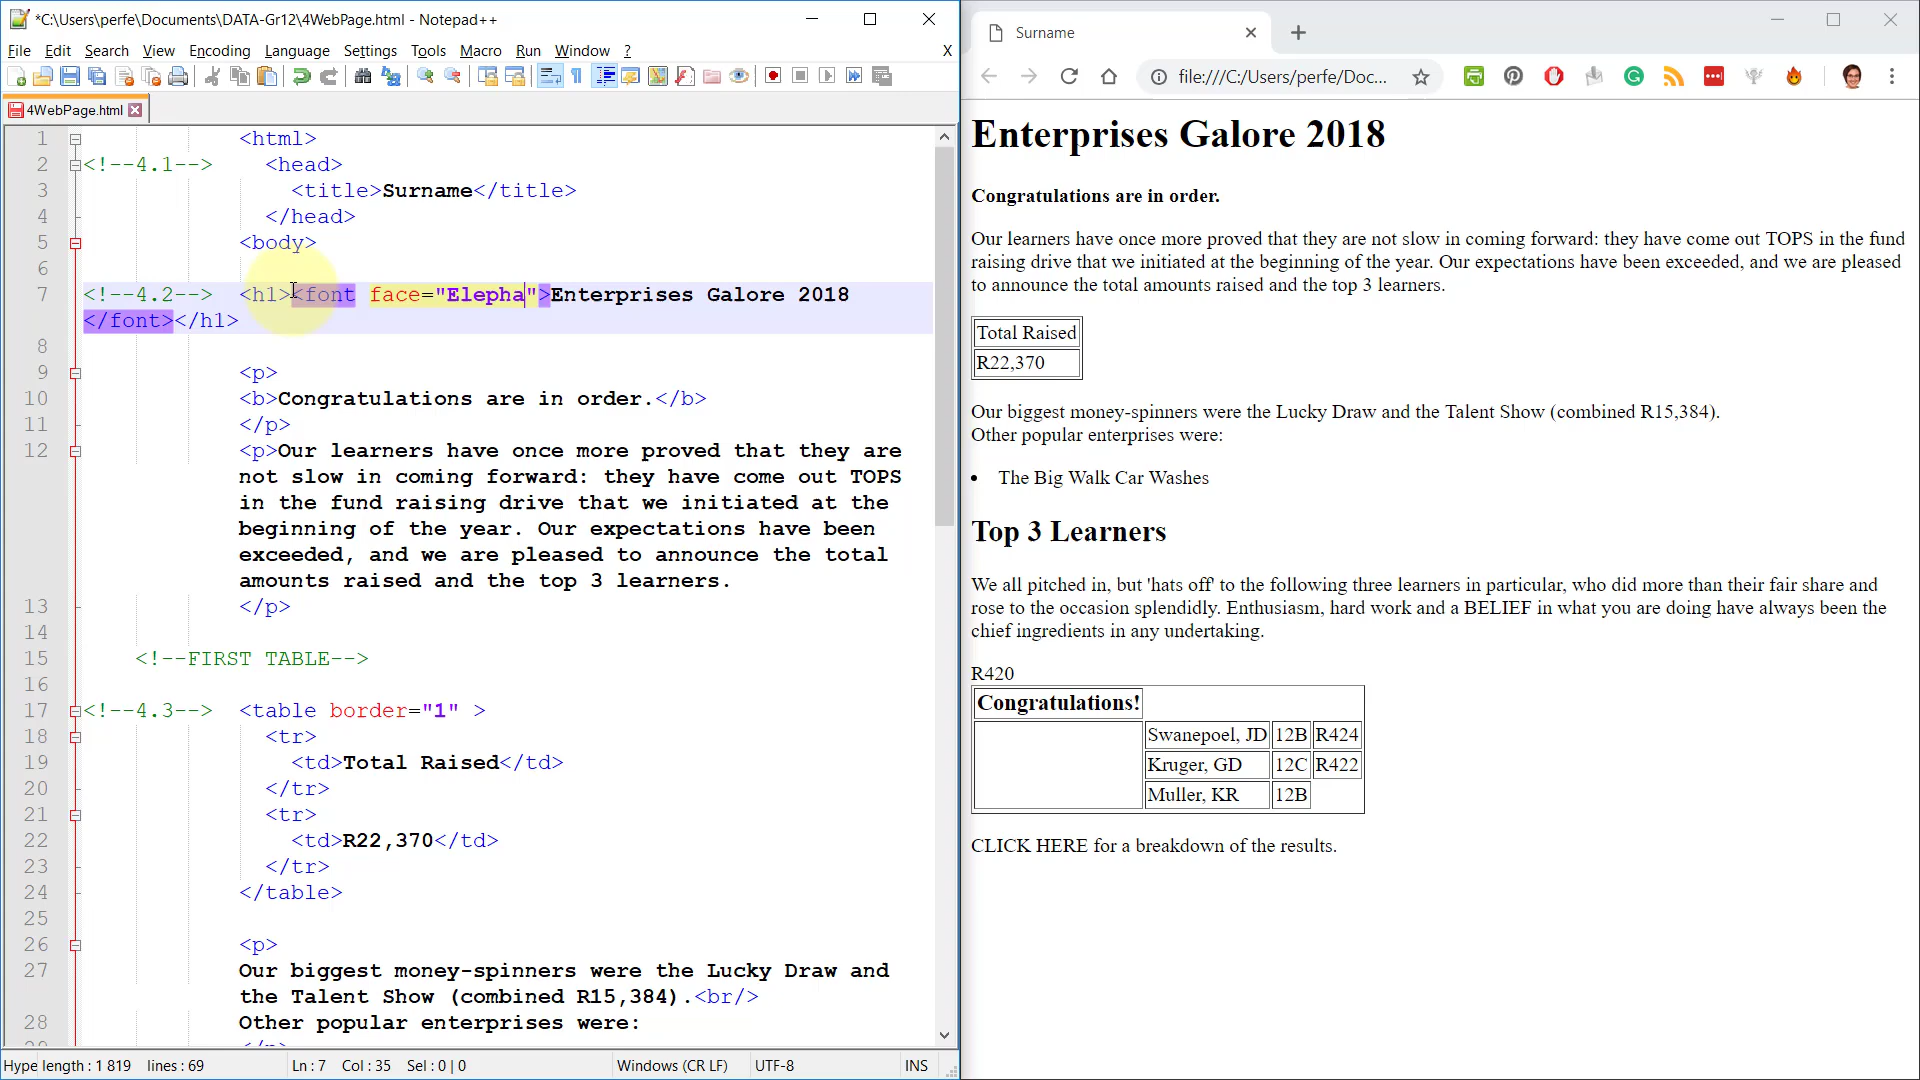 *C:\Users\perfe\Documents\DATA-Gr12\4WebPage.html - Notepad++
File Edit Search View Encoding Language Settings Tools Macro Run Window ? X
4WebPage.html
1 <html>
2 <!--4.1--> <head>
3 <title>Surname</title>
4 </head>
5 <body>
6
7 <!--4.2--> <h1><font face="Elepha">Enterprises Galore 2018
</font></h1>
8
9 <p>
10 <b>Congratulations are in order.</b>
11 </p>
12 <p>Our learners have once more proved that they are
not slow in coming forward: they have come out TOPS
in the fund raising drive that we initiated at the
beginning of the year. Our expectations have been
exceeded, and we are pleased to announce the total
amounts raised and the top 3 learners.
13 </p>
14
15 <!--FIRST TABLE-->
16
17 <!--4.3--> <table border="1" >
18 <tr>
19 <td>Total Raised</td>
20 </tr>
21 <tr>
22 <td>R22,370</td>
23 </tr>
24 </table>
25
26 <p>
27 Our biggest money-spinners were the Lucky Draw and
the Talent Show (combined R15,384).<br/>
28 Other popular enterprises were:
Hype length : 1 819 lines : 69 Ln : 7 Col : 35 Sel : 0 | 0 Windows (CR LF) UTF-8 INS
Surname
file:///C:/Users/perfe/Doc...
Enterprises Galore 2018
Congratulations are in order.
Our learners have once more proved that they are not slow in coming forward: they have come out TOPS in the fund
raising drive that we initiated at the beginning of the year. Our expectations have been exceeded, and we are pleased
to announce the total amounts raised and the top 3 learners.
Total Raised
R22,370
Our biggest money-spinners were the Lucky Draw and the Talent Show (combined R15,384).
Other popular enterprises were:
• The Big Walk Car Washes
Top 3 Learners
We all pitched in, but 'hats off' to the following three learners in particular, who did more than their fair share and
rose to the occasion splendidly. Enthusiasm, hard work and a BELIEF in what you are doing have always been the
chief ingredients in any undertaking.
R420
Congratulations!
Swanepoel, JD 12B R424
Kruger, GD 12C R422
Muller, KR 12B
CLICK HERE for a breakdown of the results.